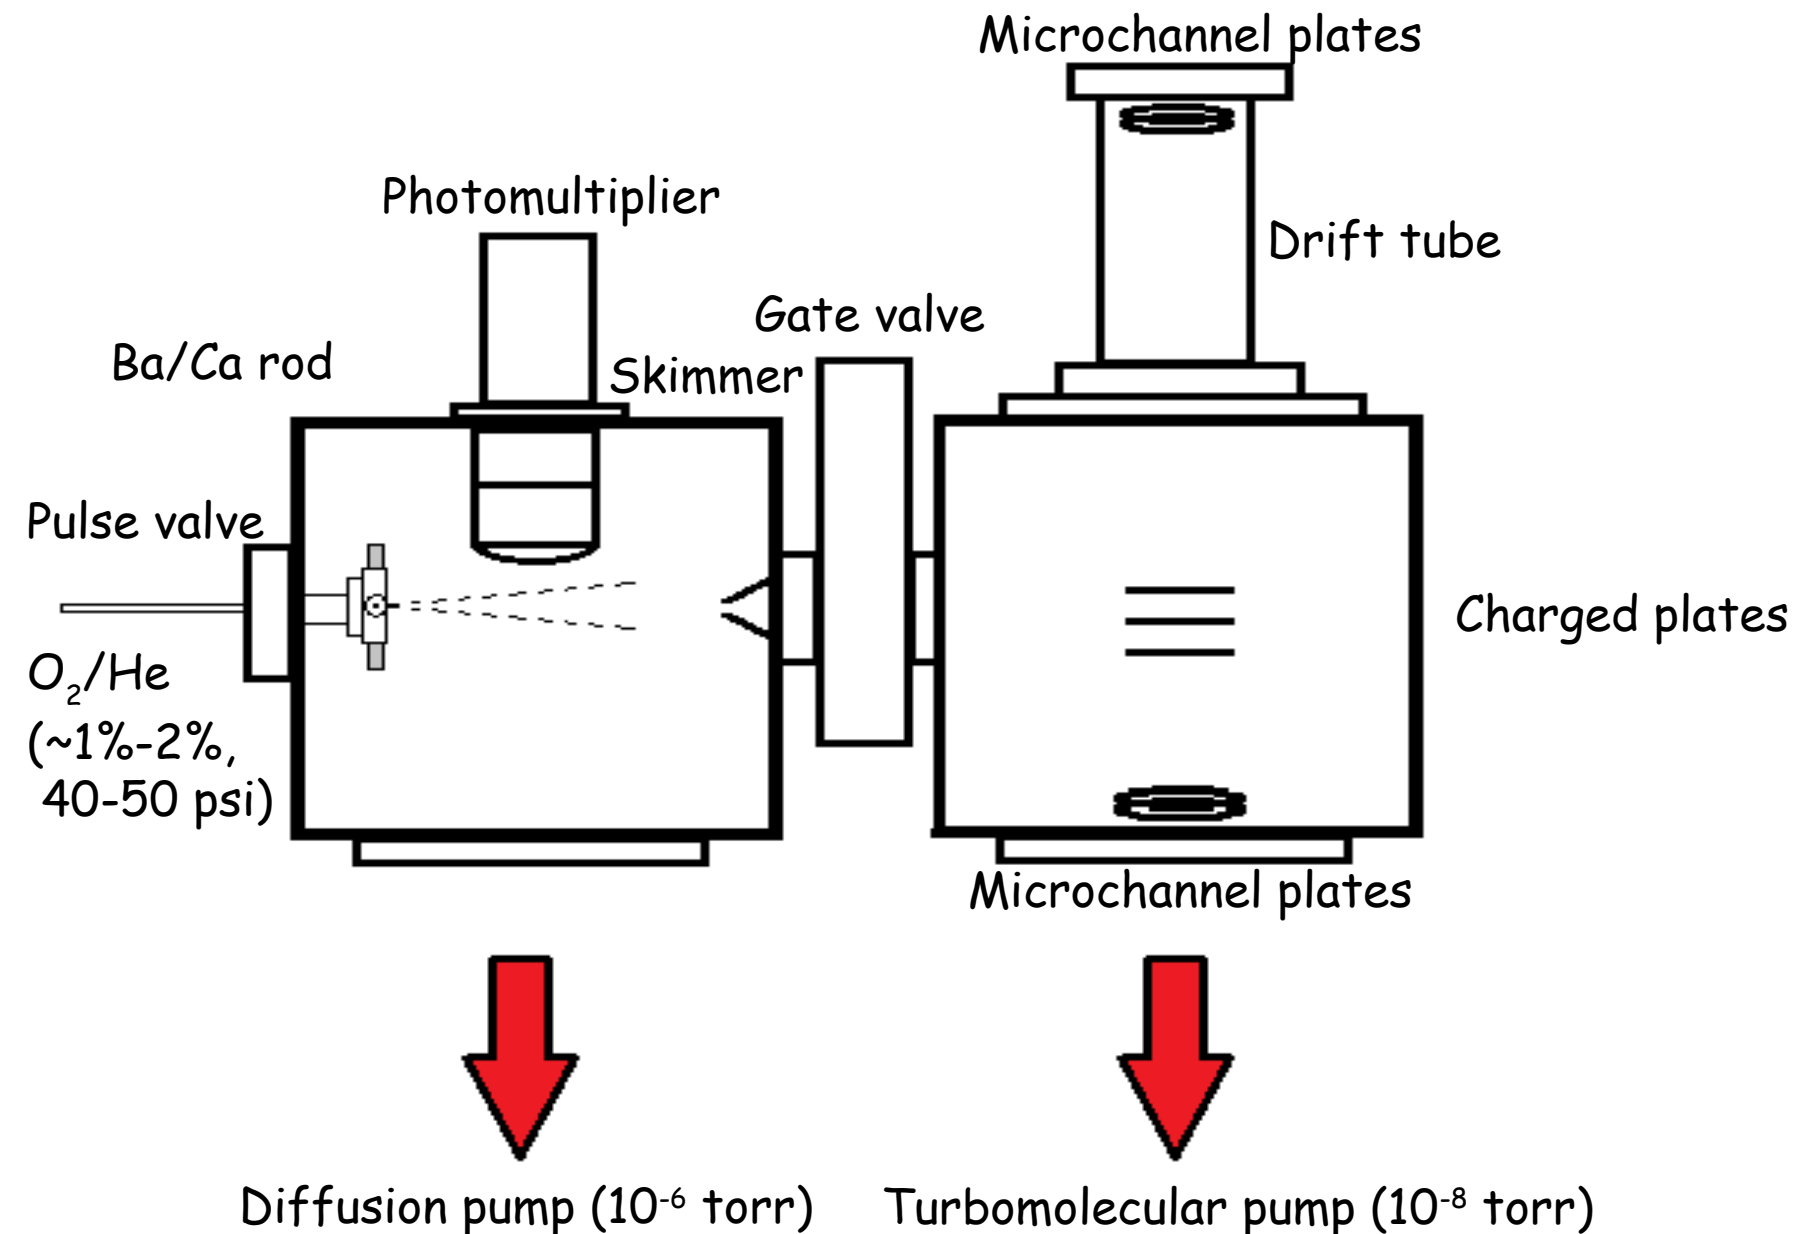 Microchannel plates
Photomultiplier
Drift tube
Gate valve
Ba/Ca rod
Skimmer
Pulse valve
Charged plates
O₂/He
(~1%-2%,
40-50 psi)
Microchannel plates
Diffusion pump (10⁻⁶ torr)
Turbomolecular pump (10⁻⁸ torr)